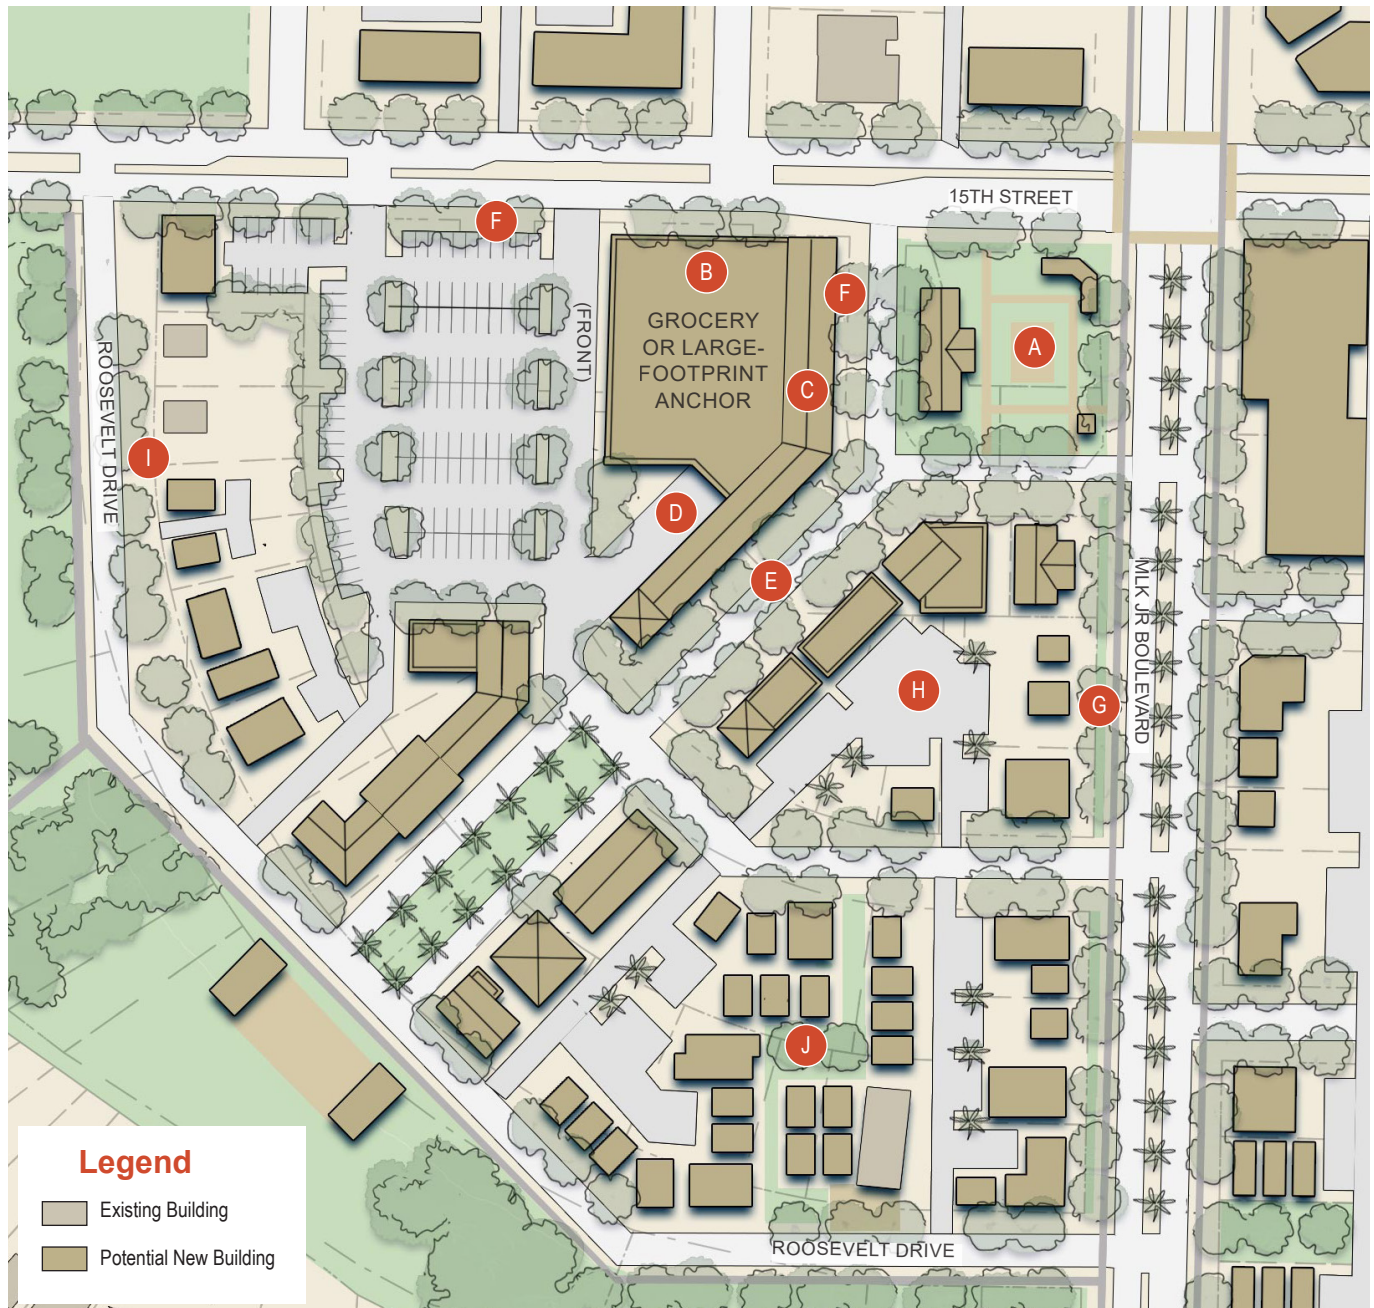 15TH STREET
F
B
F
(FRONT)
GROCERY
OR LARGE-
FOOTPRINT
ANCHOR
A
C
ROOSEVELT DRIVE
I
D
E
MLK JR BOULEVARD
H
G
J
Legend
Existing Building
Potential New Building
ROOSEVELT DRIVE